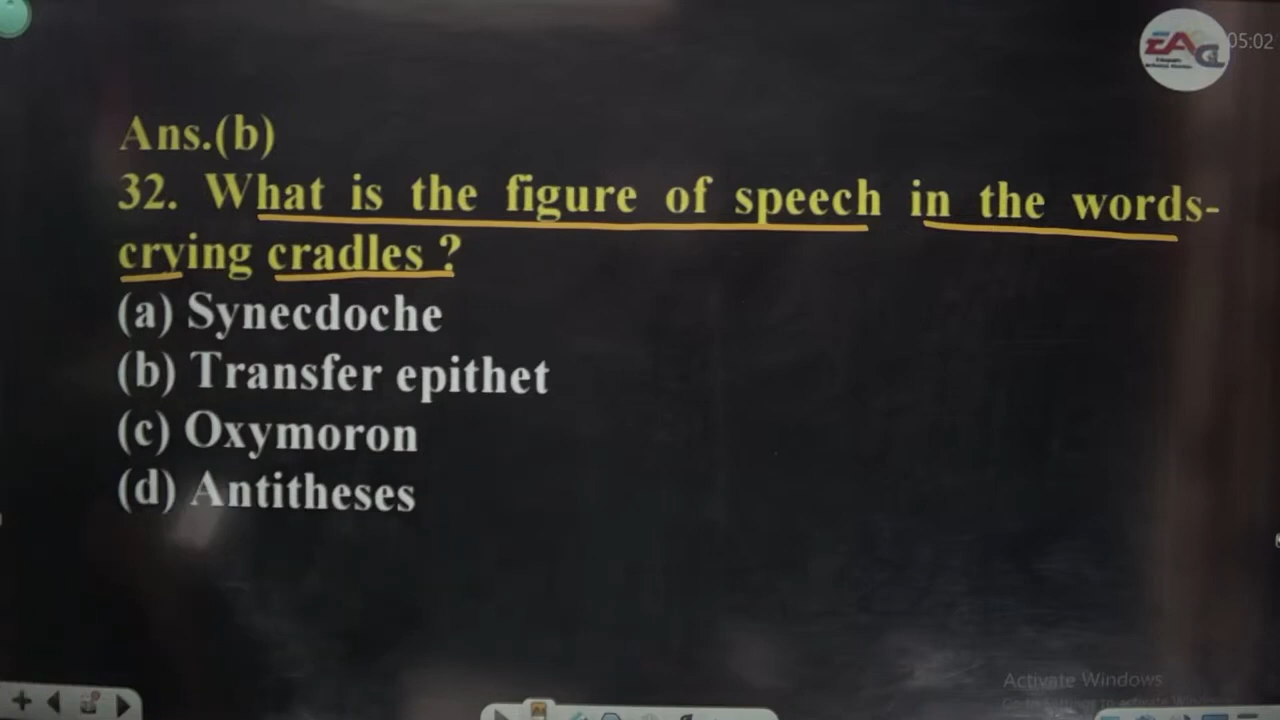 05:02
Ans.(b)
32. What is the figure of speech in the words-
crying cradles ?
(a) Synecdoche
(b) Transfer epithet
(c) Oxymoron
(d) Antitheses
Activate Windows